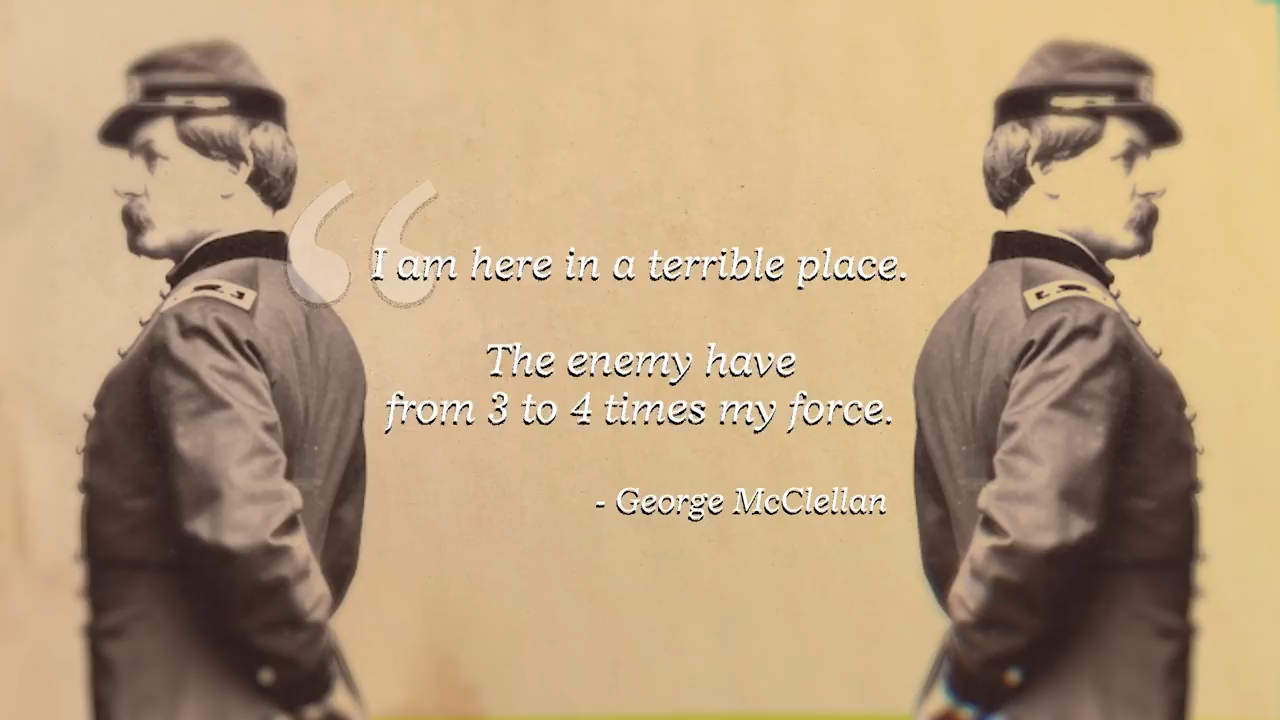 I am here in a terrible place.
The enemy have
from 3 to 4 times my force.
- George McClellan